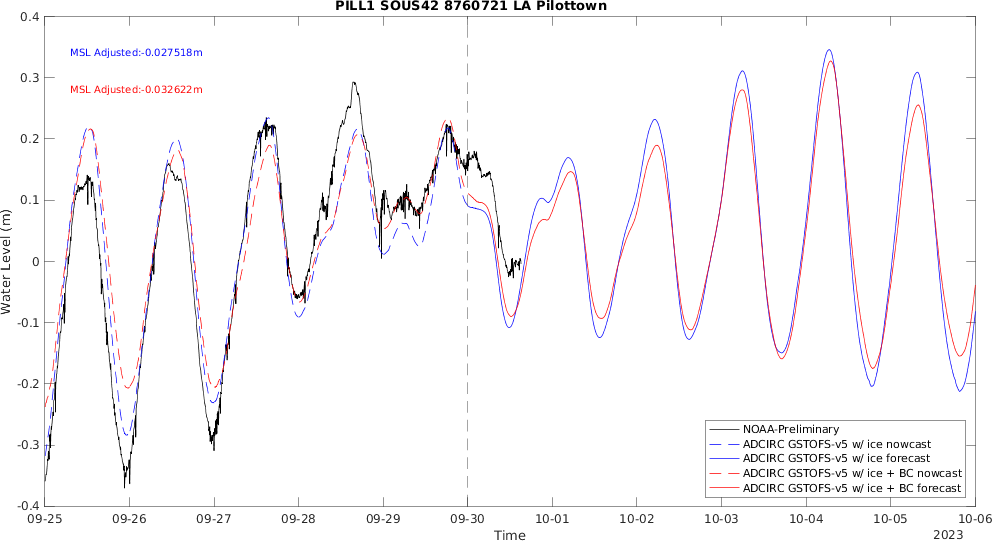 PILL1 SOUS42 8760721 LA Pilottown
MSL Adjusted:-0.027518m
MSL Adjusted:-0.032622m
Water Level (m)
0.4
0.3
0.2
0.1
0
-0.1
-0.2
-0.3
-0.4
NOAA-Preliminary
ADCIRC GSTOFS-v5 w/ ice nowcast
ADCIRC GSTOFS-v5 w/ ice forecast
ADCIRC GSTOFS-v5 w/ ice + BC nowcast
ADCIRC GSTOFS-v5 w/ ice + BC forecast
09-25 09-26 09-27 09-28 09-29 09-30 10-01 10-02 10-03 10-04 10-05 10-06
Time
2023